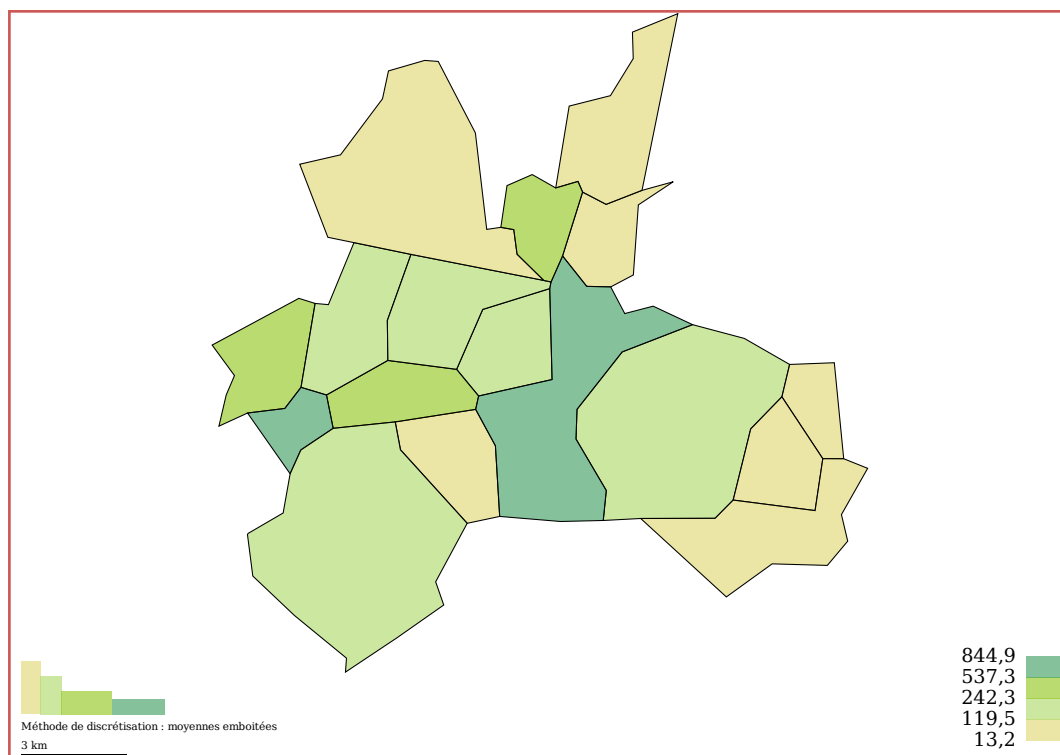 844,9
537,3
242,3
119,5
13,2
Méthode de discrétisation : moyennes emboitées
3 km